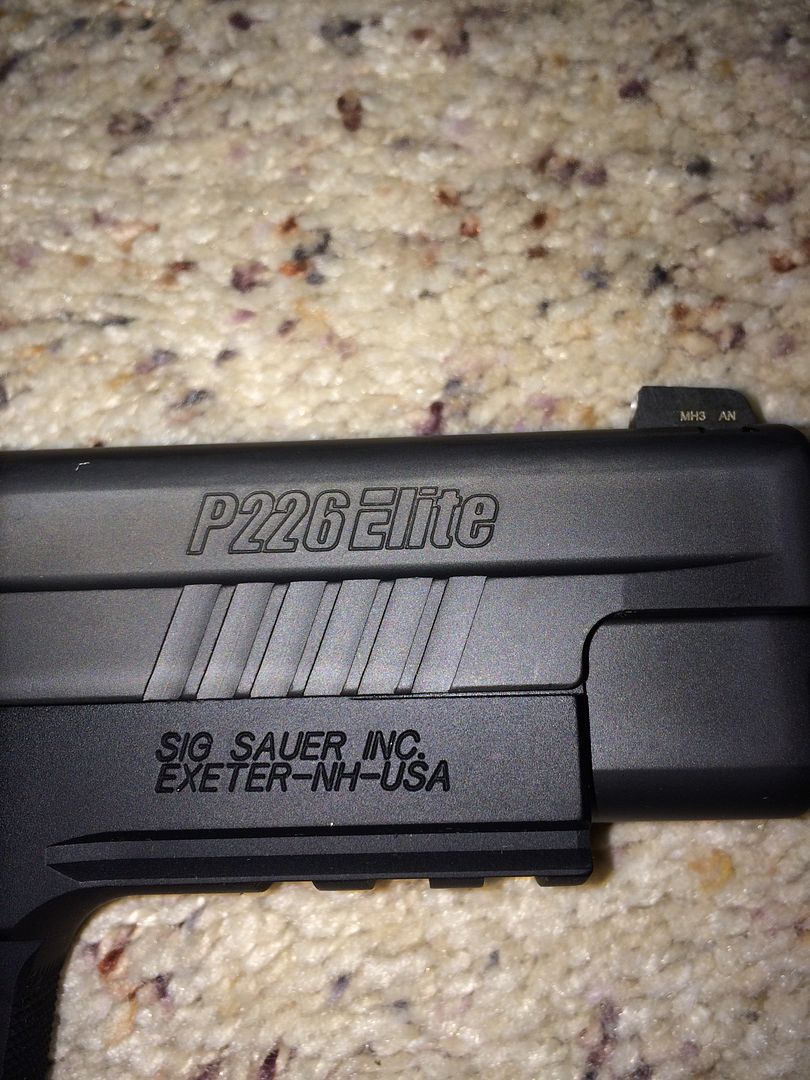 MH3 AN
P226 Elite
SIG SAUER INC.
EXETER-NH-USA